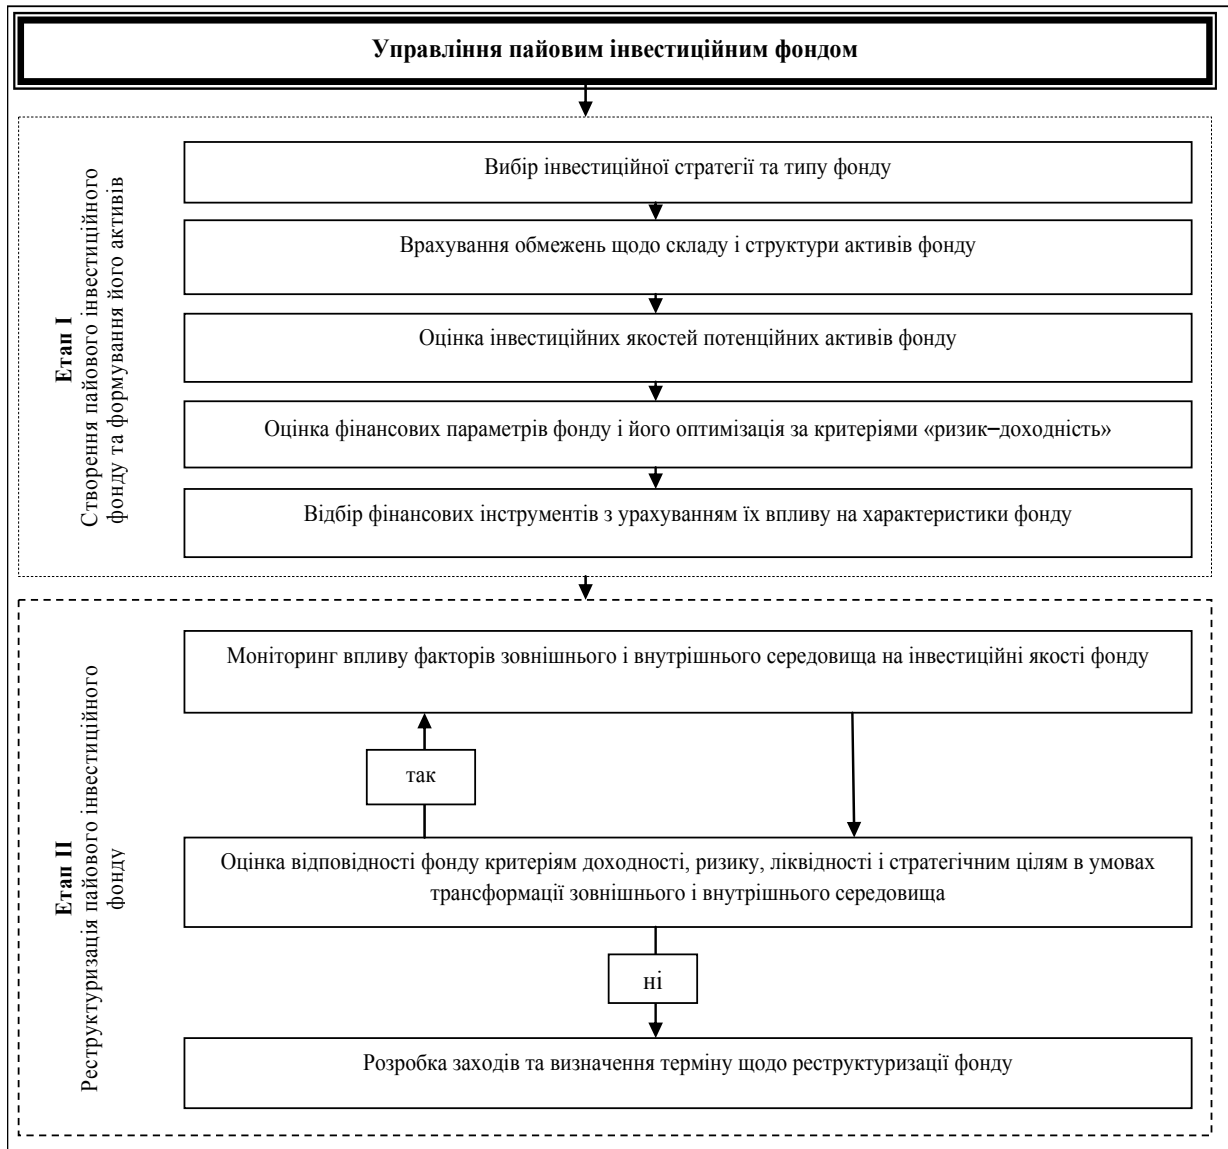 Управління пайовим інвестиційним фондом
Етап I
Створення пайового інвестиційного
фонду та формування його активів
Вибір інвестиційної стратегії та типу фонду
Врахування обмежень щодо складу і структури активів фонду
Оцінка інвестиційних якостей потенційних активів фонду
Оцінка фінансових параметрів фонду і його оптимізація за критеріями «ризик–доходність»
Відбір фінансових інструментів з урахуванням їх впливу на характеристики фонду
Етап II
Реструктуризація пайового інвестиційного
фонду
Моніторинг впливу факторів зовнішнього і внутрішнього середовища на інвестиційні якості фонду
так
Оцінка відповідності фонду критеріям доходності, ризику, ліквідності і стратегічним цілям в умовах
трансформації зовнішнього і внутрішнього середовища
ні
Розробка заходів та визначення терміну щодо реструктуризації фонду